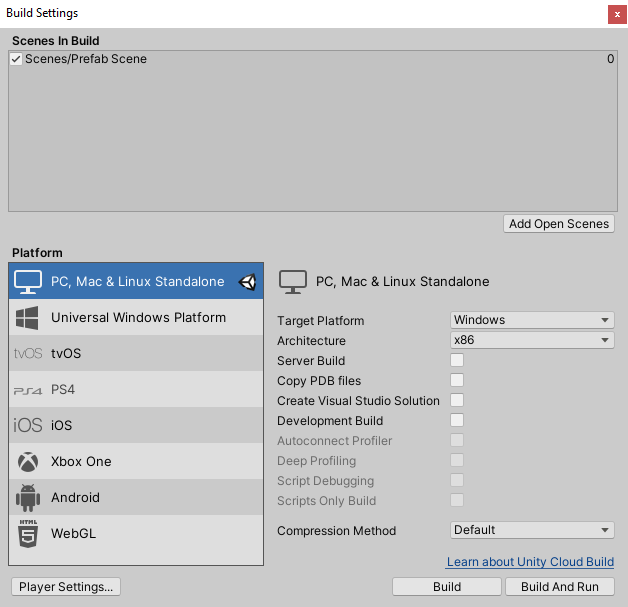 Build Settings
x
Scenes In Build
Scenes/Prefab Scene 0
Add Open Scenes
Platform
PC, Mac & Linux Standalone
Universal Windows Platform
tvOS tvOS
PS4 PS4
iOS iOS
Xbox One
Android
HTML
5
WebGL
PC, Mac & Linux Standalone
Target Platform Windows
Architecture x86
Server Build
Copy PDB files
Create Visual Studio Solution
Development Build
Autoconnect Profiler
Deep Profiling
Script Debugging
Scripts Only Build
Compression Method Default
Learn about Unity Cloud Build
Player Settings... Build Build And Run